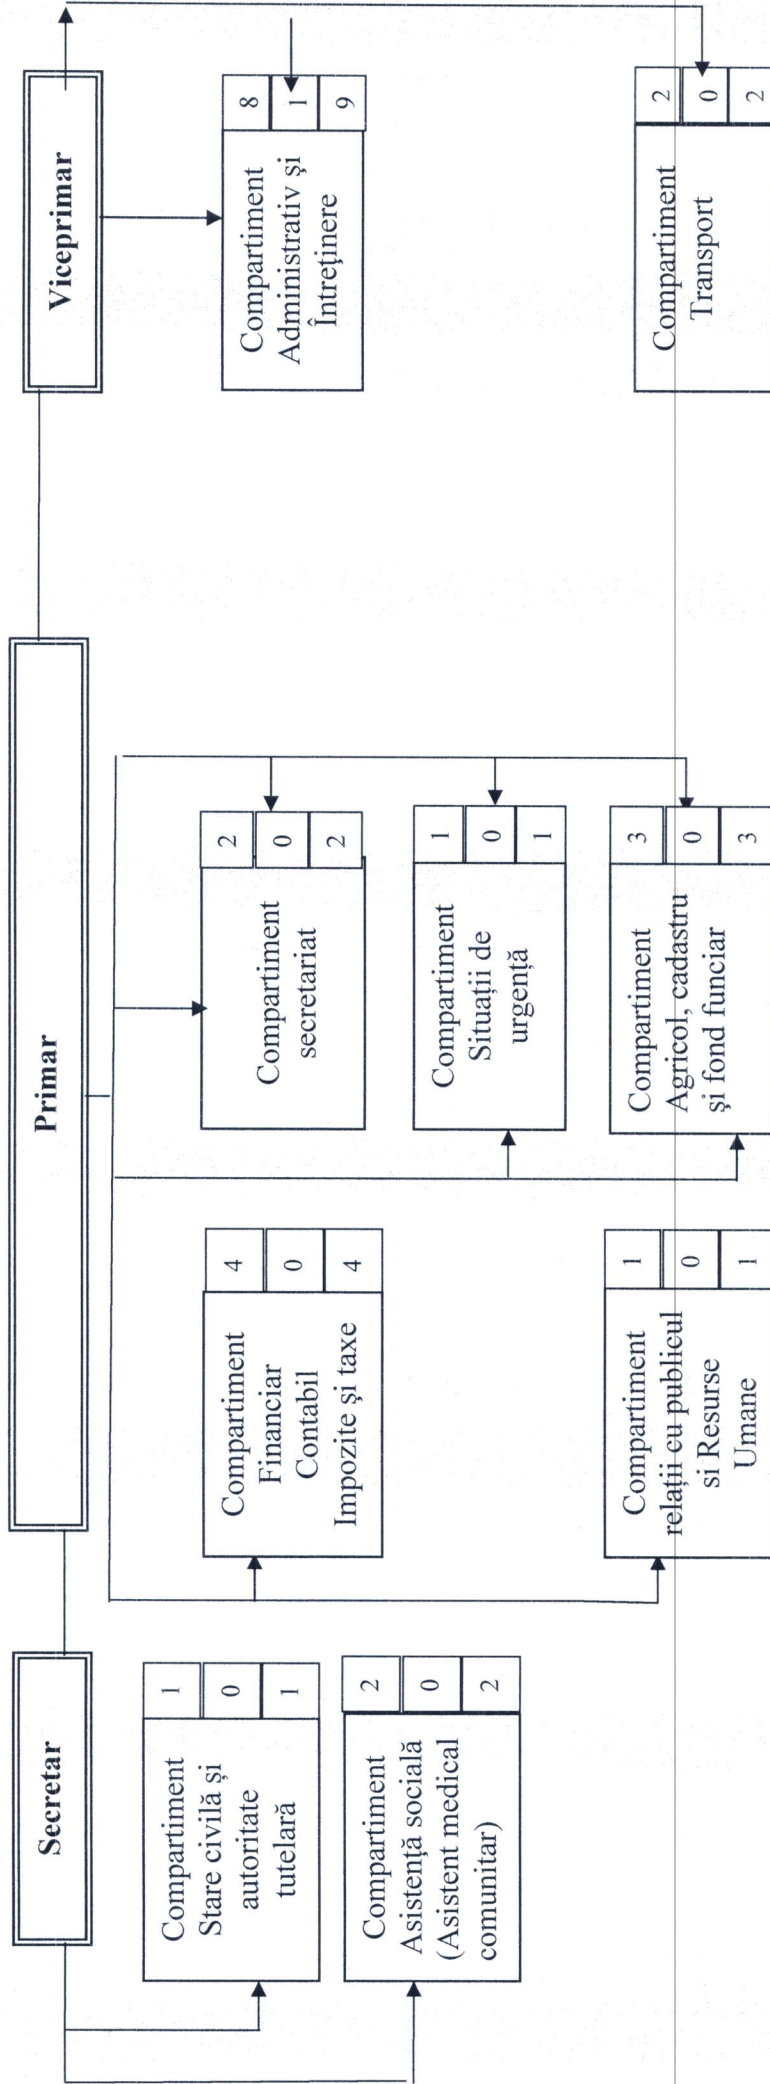 Secretar
Primar
Viceprimar
Compartiment
Stare civilă și
autoritate
tutelară
1
0
1
Compartiment
Asistență socială
(Asistent medical
comunitar)
2
0
2
Compartiment
Financiar
Contabil
Impozite și taxe
4
0
4
Compartiment
relații cu publicul
si Resurse
Umane
1
0
1
Compartiment
secretariat
2
0
2
Compartiment
Situații de
urgență
1
0
1
Compartiment
Agricol, cadastru
și fond funciar
3
0
3
Compartiment
Administrativ și
Întreținere
8
1
9
Compartiment
Transport
2
0
2